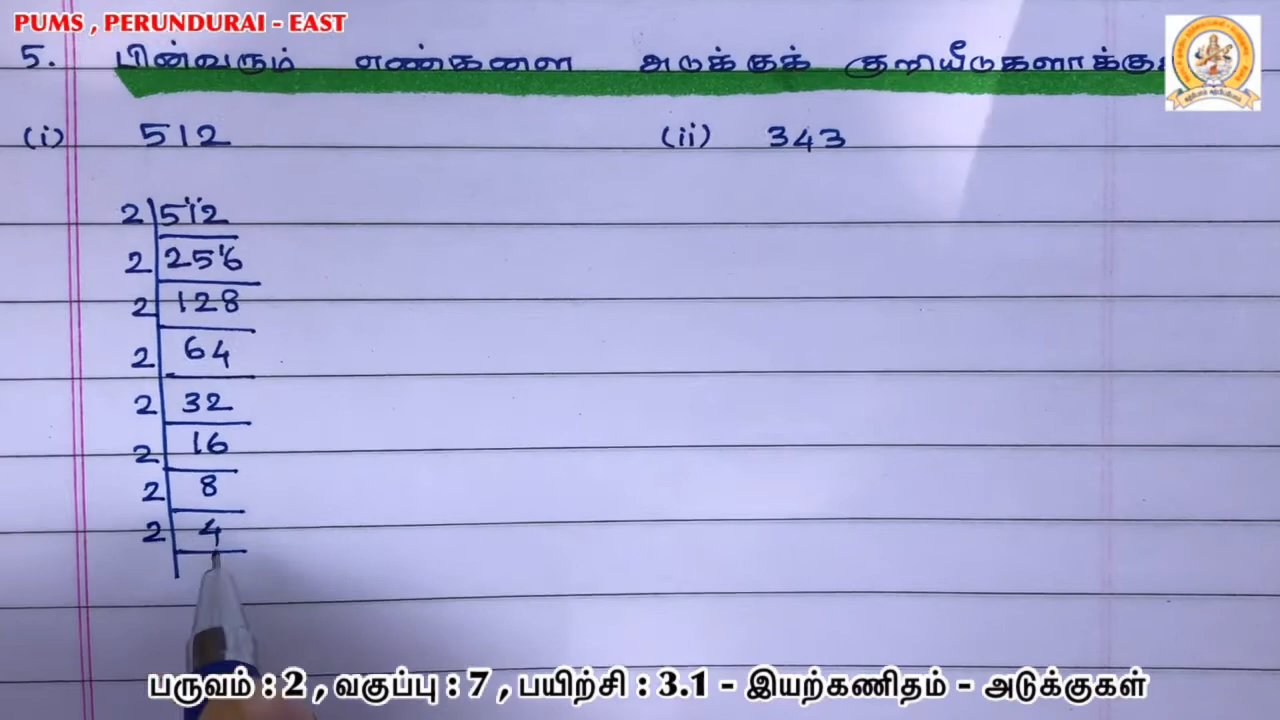 PUMS , PERUNDURAI - EAST
5. பின்வரும் எண்களை அடுக்குக் குறியீடுகளாக்குக
(i) 512 (ii) 343
2 512
2 256
2 128
2 64
2 32
2 16
2 8
2 4
பருவம் : 2 , வகுப்பு : 7 , பயிற்சி : 3.1 - இயற்கணிதம் - அடுக்குகள்